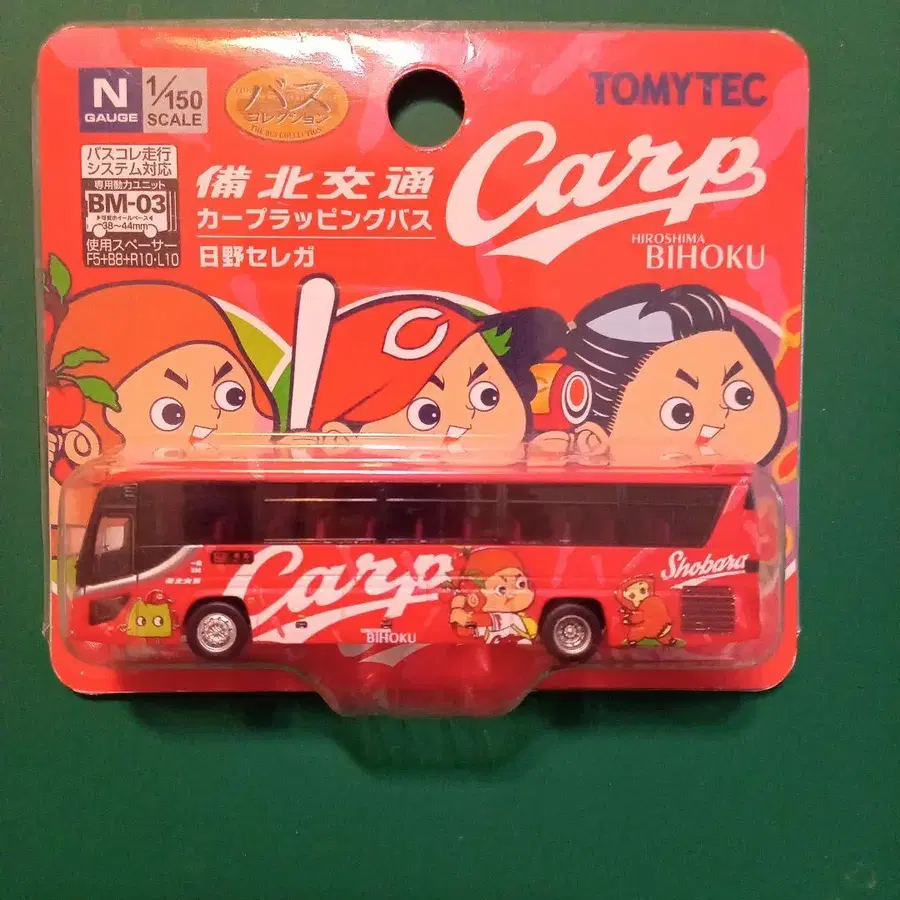 N
GAUGE
1/150
SCALE
バス
コレクション
THE BUS COLLECTION
TOMYTEC
バスコレ走行
システム対応
専用動力ユニット
BM-03
38～44mm
使用スペーサー
F5+B8+R10・L10
備北交通
カープラッピングバス
日野セレガ
Carp
HIROSHIMA
BIHOKU
C
備北交通
Carp
BIHOKU
Shobara